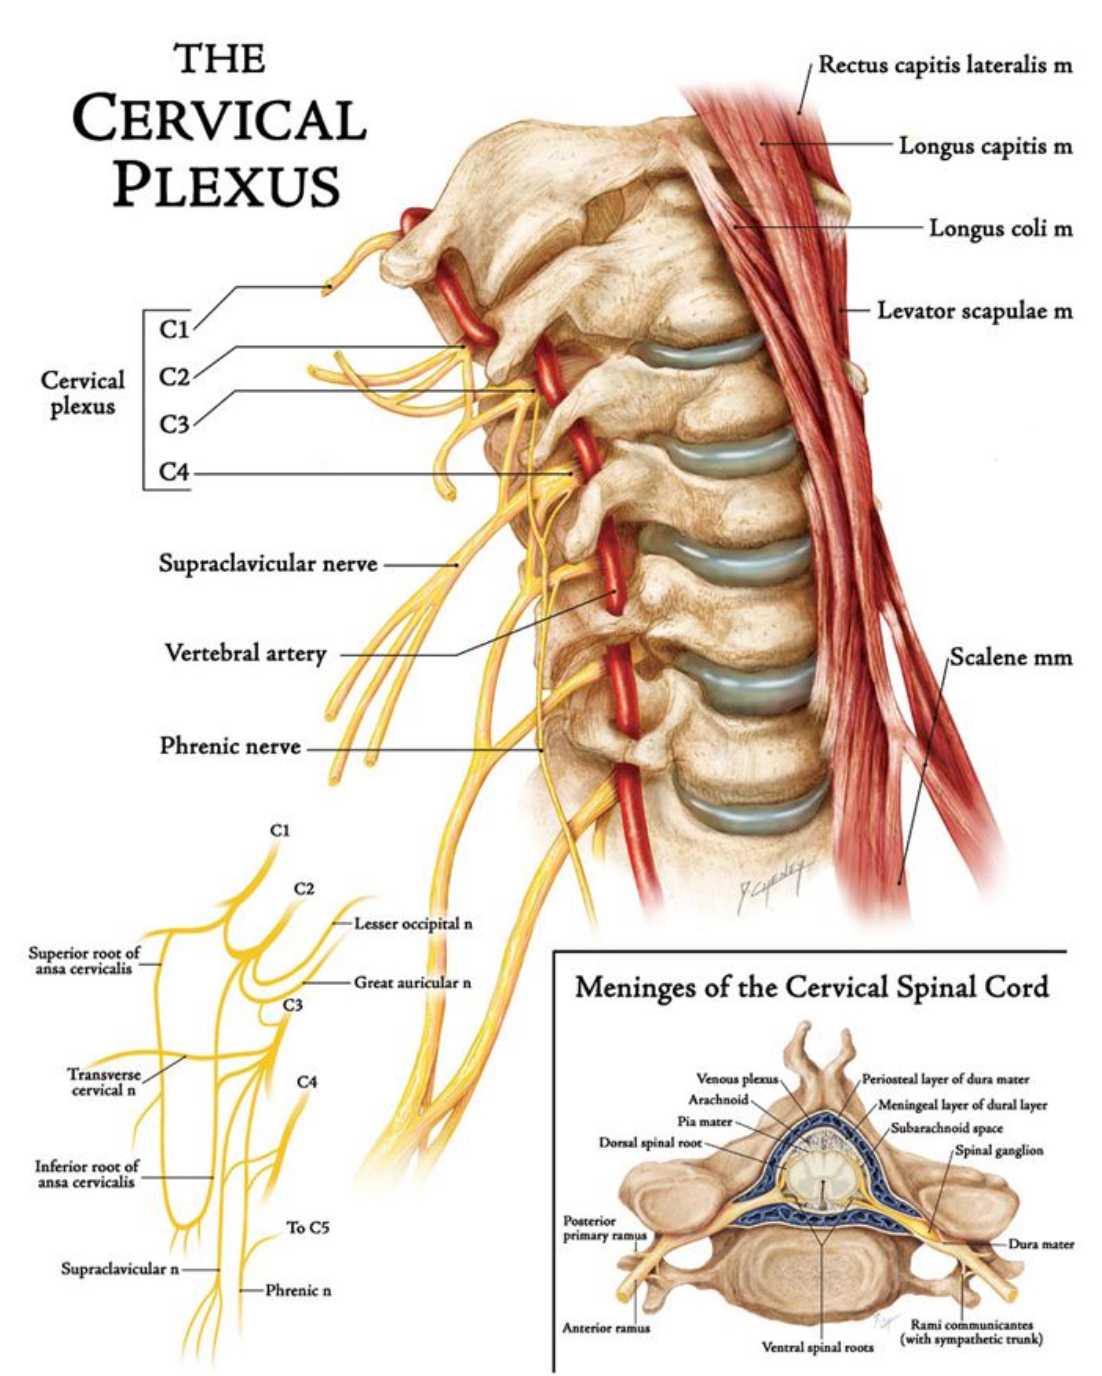 THE
CERVICAL
PLEXUS
Rectus capitis lateralis m
Longus capitis m
Longus coli m
Levator scapulae m
C1
C2
Cervical
plexus
C3
C4
Supraclavicular nerve
Vertebral artery
Scalene mm
Phrenic nerve
C1
C2
Lesser occipital n
Superior root of
ansa cervicalis
Great auricular n
C3
Transverse
cervical n
C4
Inferior root of
ansa cervicalis
To C5
Supraclavicular n
Phrenic n
P. CHENEY
Meninges of the Cervical Spinal Cord
Venous plexus
Arachnoid
Pia mater
Dorsal spinal root
Periosteal layer of dura mater
Meningeal layer of dural layer
Subarachnoid space
Spinal ganglion
Posterior
primary ramus
Dura mater
Anterior ramus
Ventral spinal roots
Rami communicantes
(with sympathetic trunk)